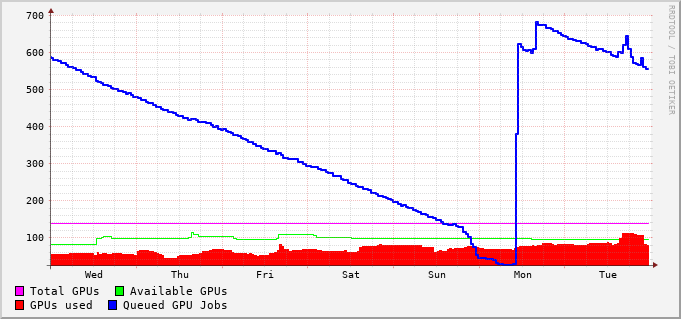 700
600
500
400
300
200
100
Wed Thu Fri Sat Sun Mon Tue
Total GPUs Available GPUs
GPUs used Queued GPU Jobs
RRDTOOL / TOBI OETIKER